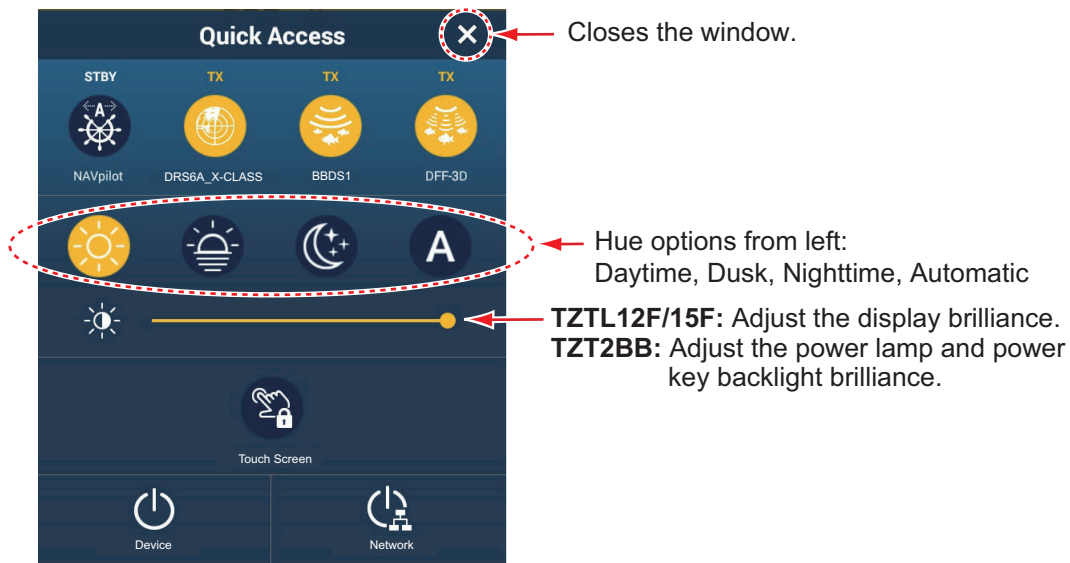 Quick Access
Closes the window.
STBY TX TX TX
A
NAVpilot DRS6A_X-CLASS BBDS1 DFF-3D
A
Hue options from left:
Daytime, Dusk, Nighttime, Automatic
TZTL12F/15F: Adjust the display brilliance.
TZT2BB: Adjust the power lamp and power
key backlight brilliance.
Touch Screen
Device Network